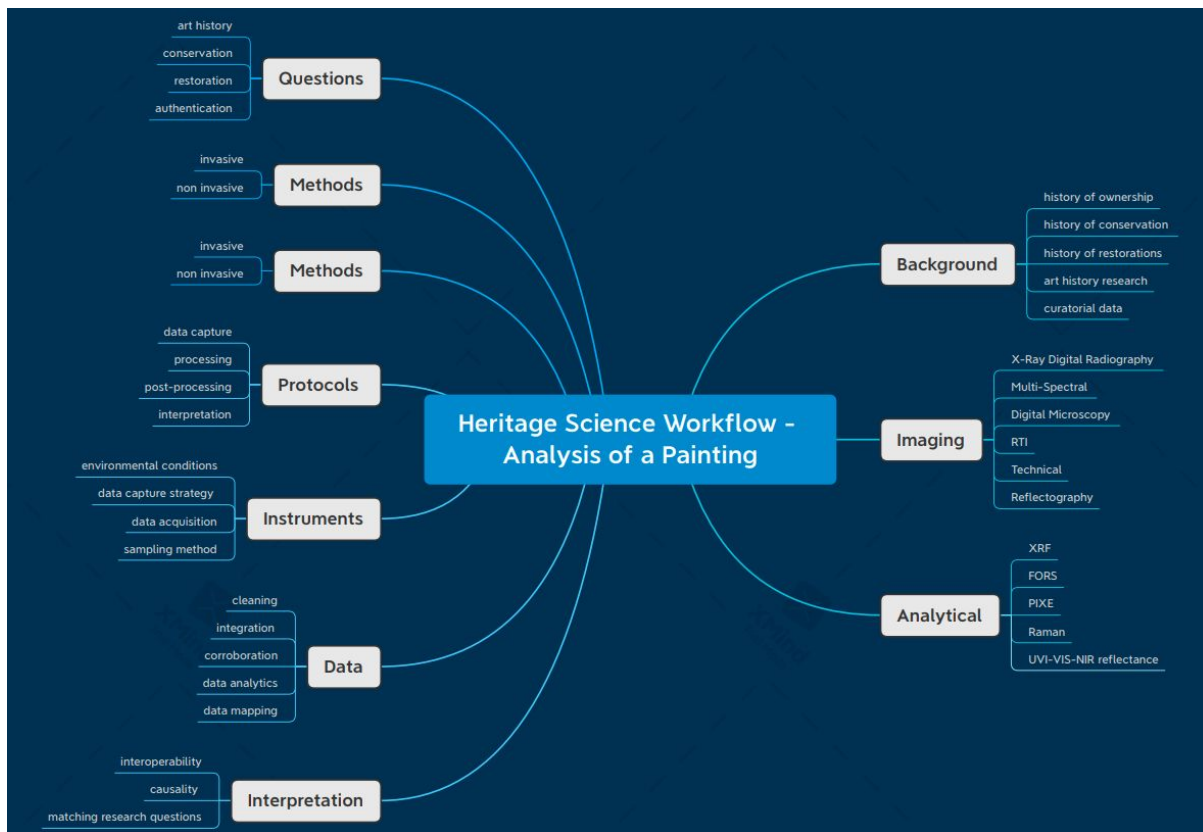 Heritage Science Workflow -
Analysis of a Painting
Questions
art history
conservation
restoration
authentication
Methods
invasive
non invasive
Methods
invasive
non invasive
Protocols
data capture
processing
post-processing
interpretation
Instruments
environmental conditions
data capture strategy
data acquisition
sampling method
Data
cleaning
integration
corroboration
data analytics
data mapping
Interpretation
interoperability
causality
matching research questions
Background
history of ownership
history of conservation
history of restorations
art history research
curatorial data
Imaging
X-Ray Digital Radiography
Multi-Spectral
Digital Microscopy
RTI
Technical
Reflectography
Analytical
XRF
FORS
PIXE
Raman
UVI-VIS-NIR reflectance